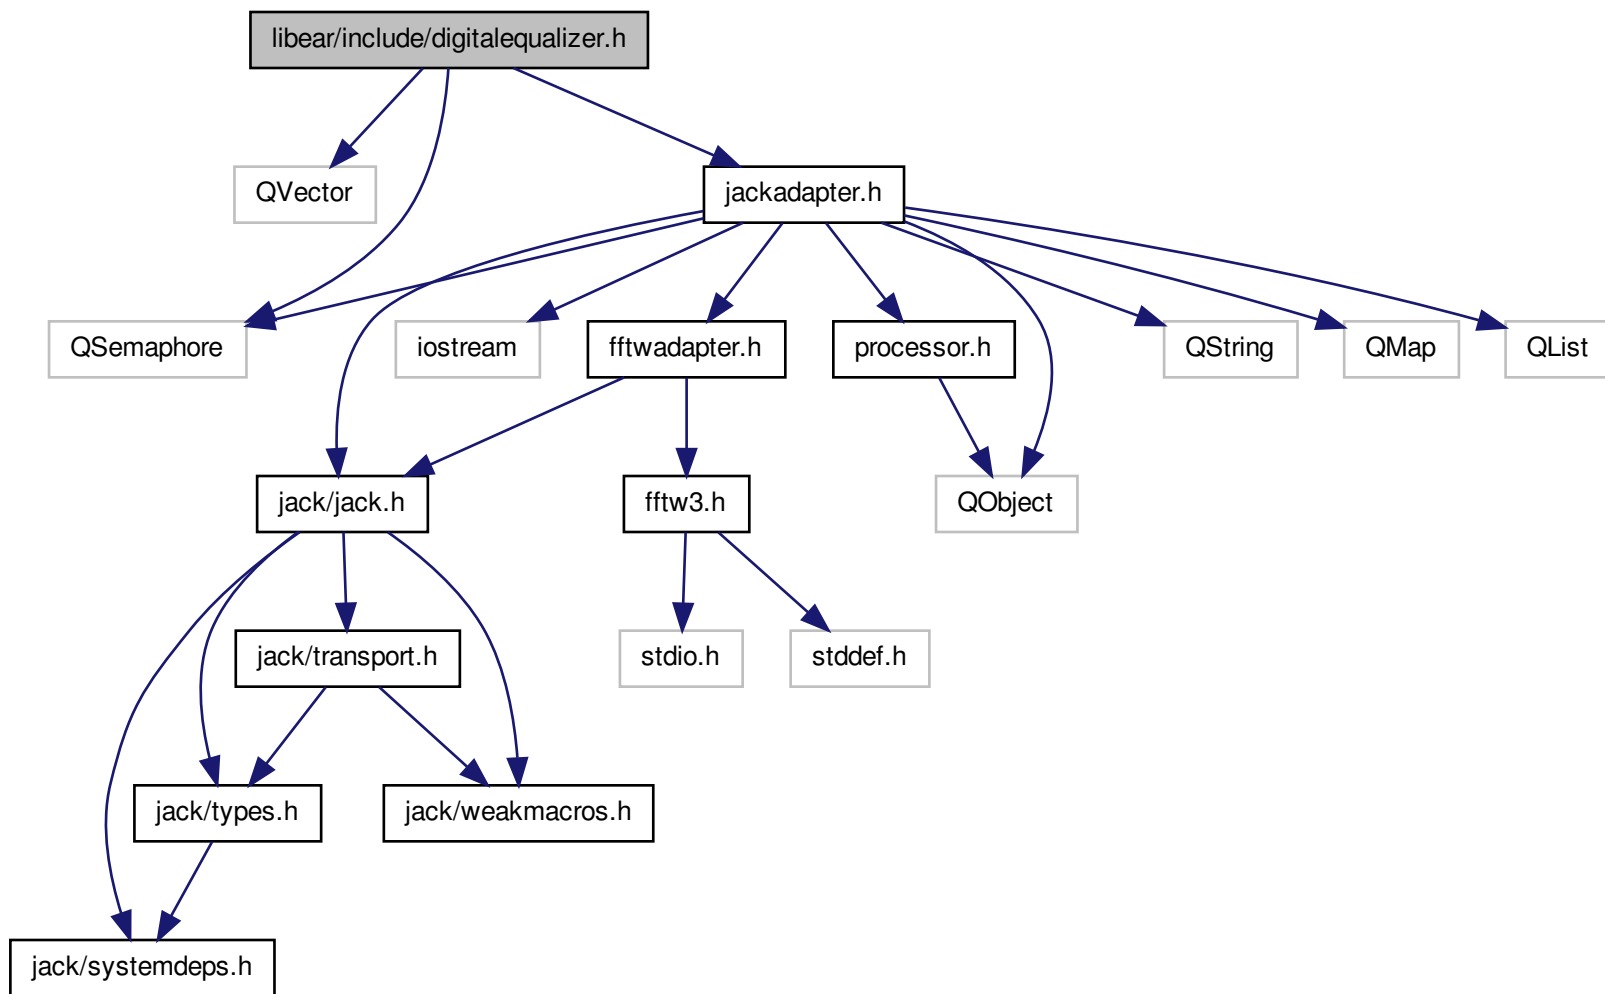 libear/include/digitalequalizer.h
QVector
jackadapter.h
QSemaphore
iostream
fftwadapter.h
processor.h
QString
QMap
QList
jack/jack.h
fftw3.h
QObject
jack/transport.h
stdio.h
stddef.h
jack/types.h
jack/weakmacros.h
jack/systemdeps.h